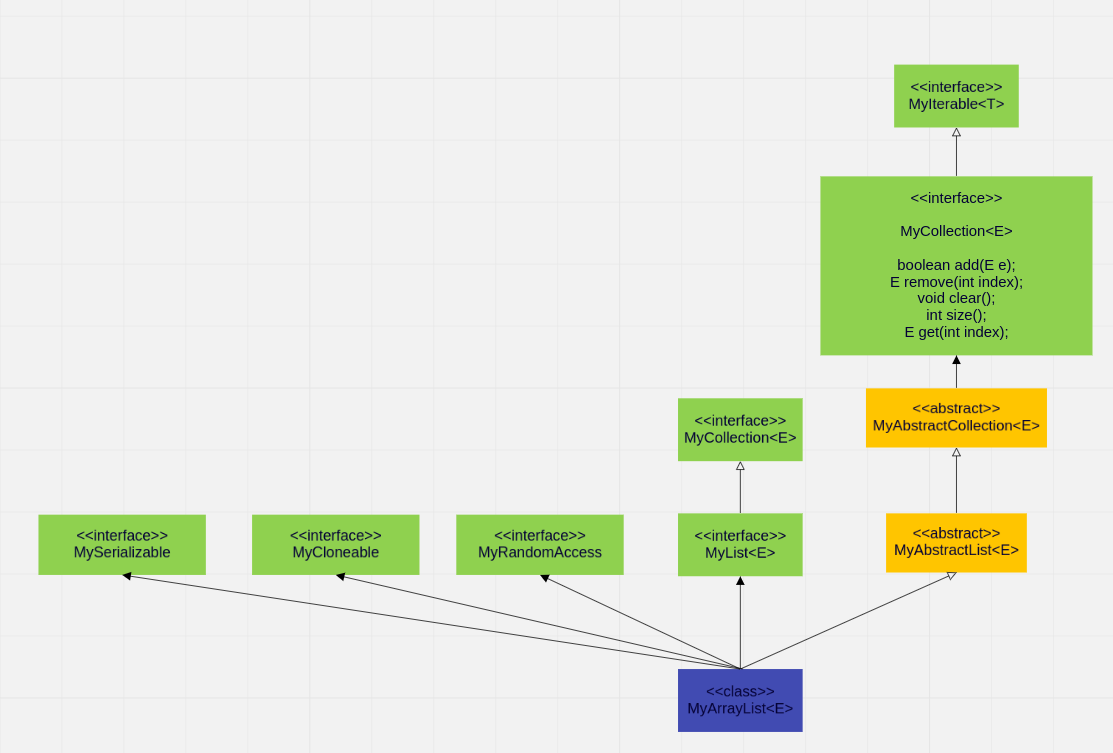 <<interface>>
MyIterable<T>
<<interface>>
MyCollection<E>
boolean add(E e);
E remove(int index);
void clear();
int size();
E get(int index);
<<interface>>
MyCollection<E>
<<abstract>>
MyAbstractCollection<E>
<<interface>>
MySerializable
<<interface>>
MyCloneable
<<interface>>
MyRandomAccess
<<interface>>
MyList<E>
<<abstract>>
MyAbstractList<E>
<<class>>
MyArrayList<E>